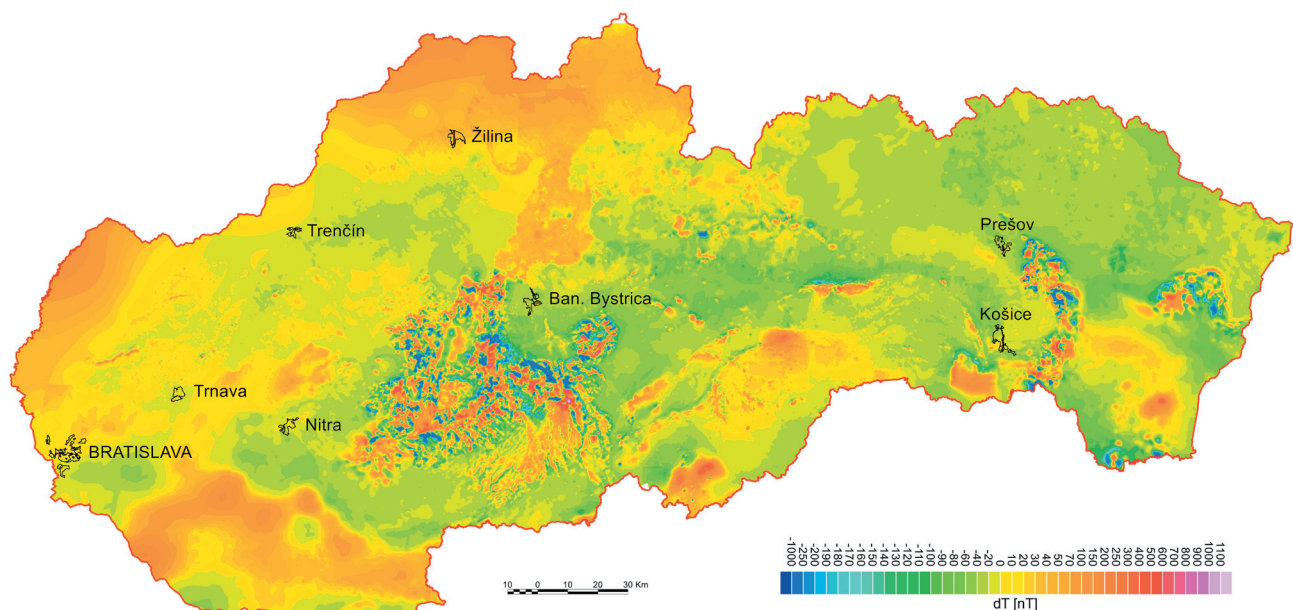 Žilina
Trenčín
Prešov
Ban. Bystrica
Košice
Trnava
Nitra
BRATISLAVA
10 0 10 20 30 Km
-1000 -250 -200 -190 -180 -170 -160 -150 -140 -130 -120 -110 -100 -90 -80 -60 -40 -20 0 10 20 30 40 50 70 100 150 200 250 300 400 500 600 700 800 900 1000 1100
dT [nT]